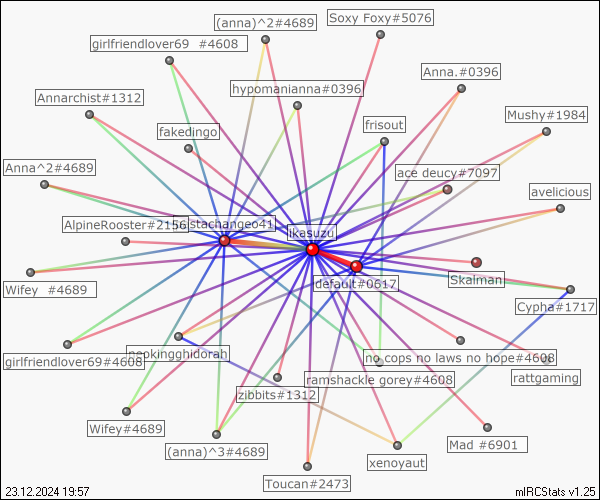 (anna)^2#4689
Soxy Foxy#5076
girlfriendlover69 #4608
Anna.#0396
hypomanianna#0396
Annarchist#1312
Mushy#1984
fakedingo
frisout
Anna^2#4689
ace deucy#7097
avelicious
AlpineRooster#2156
stachangeo41
ikasuzu
Wifey #4689
default#0617
Skaiman
Cypha#1717
neokingghidorah
girlfriendlover69#4608
no cops no laws no hope#4608
ramshackle gorey#4608
rattgaming
zibbits#1312
Wifey#4689
(anna)^3#4689
Mad #6901
xenoyaut
Toucan#2473
23.12.2024 19:57
mIRCStats v1.25